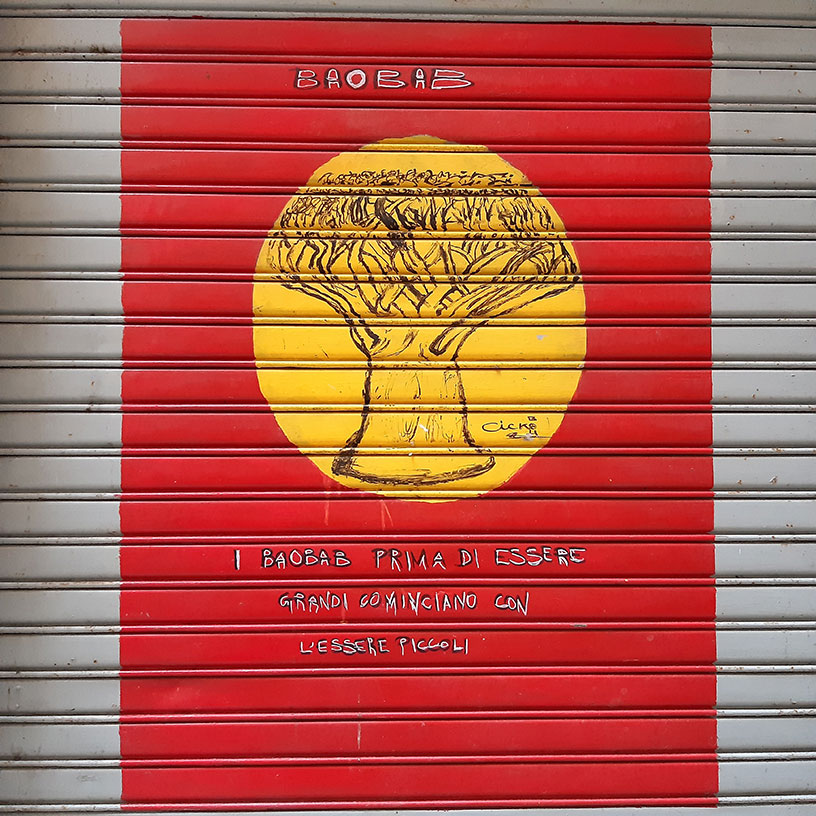 BAOBAB
I BAOBAB PRIMA DI ESSERE
GRANDI COMINCIANO CON
L'ESSERE PICCOLI